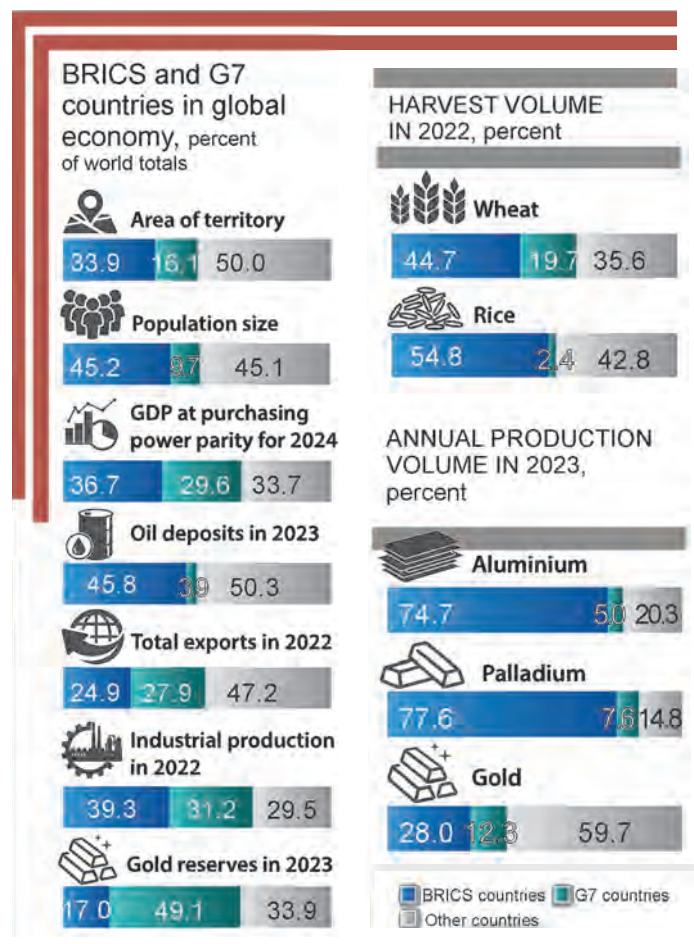 BRICS and G7
countries in global
economy, percent
of world totals
Area of territory
33.9 16.1 50.0
Population size
45.2 9.7 45.1
GDP at purchasing
power parity for 2024
36.7 29.6 33.7
Oil deposits in 2023
45.8 3.9 50.3
Total exports in 2022
24.9 27.9 47.2
Industrial production
in 2022
39.3 31.2 29.5
Gold reserves in 2023
17.0 49.1 33.9
HARVEST VOLUME
IN 2022, percent
Wheat
44.7 19.7 35.6
Rice
54.8 2.4 42.8
ANNUAL PRODUCTION
VOLUME IN 2023,
percent
Aluminium
74.7 5.0 20.3
Palladium
77.6 7.6 14.8
Gold
28.0 12.3 59.7
BRICS countries G7 countries
Other countries